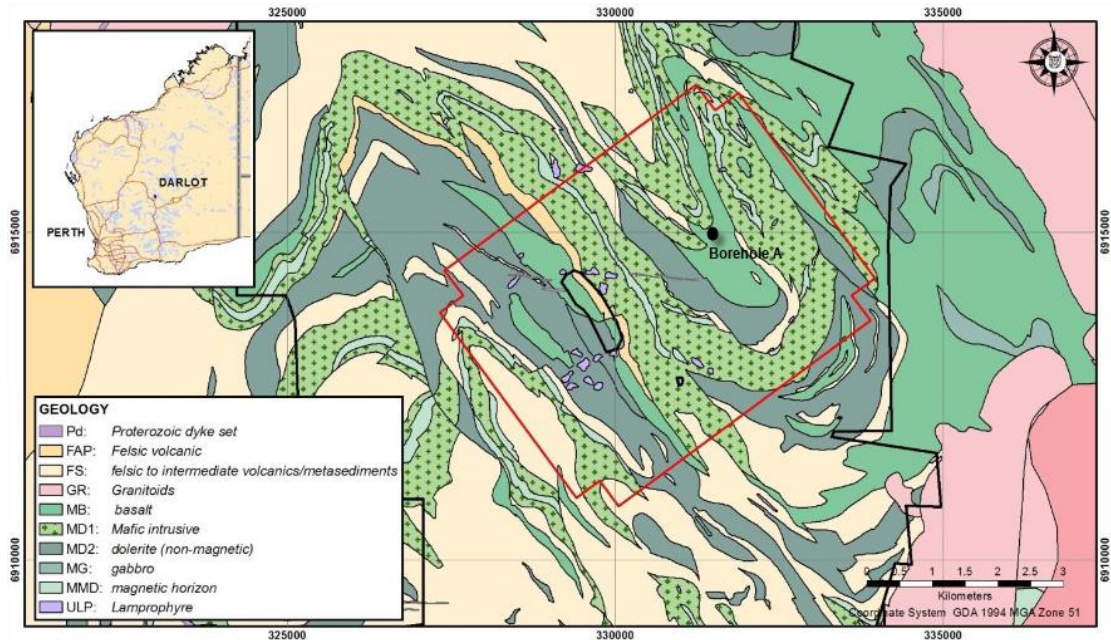 325000 330000 335000
DARLOT
PERTH
6915000
6915000
Borehole A
GEOLOGY
Pd: Proterozoic dyke set
FAP: Felsic volcanic
FS: felsic to intermediate volcanics/metasediments
GR: Granitoids
MB: basalt
MD1: Mafic intrusive
MD2: dolerite (non-magnetic)
MG: gabbro
MMD: magnetic horizon
ULP: Lamprophyre
6910000
6910000
0 0.5 1 1.5 2 2.5 3
Kilometers
Coordinate System GDA 1994 MGA Zone 51
325000 330000 335000